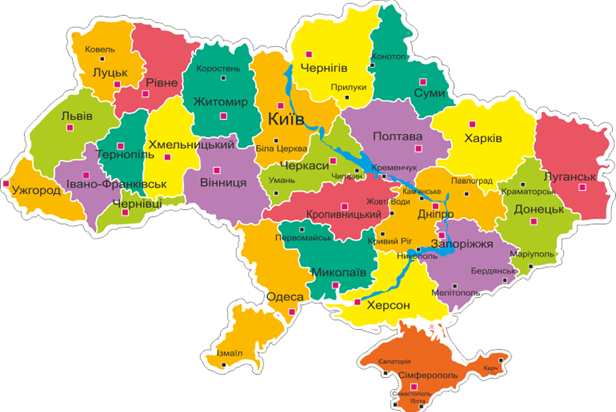 Ковель
Луцьк
Рівне
Коростень
Житомир
Київ
Біла Церква
Чернігів
Прилуки
Конотоп
Суми
Львів
Тернопіль
Хмельницький
Вінниця
Ужгород
Івано-Франківськ
Чернівці
Черкаси
Умань
Чигирин
Полтава
Кременчук
Харків
Луганськ
Краматорськ
Донецьк
Маріуполь
Павлоград
Кам'янське
Дніпро
Жовті Води
Кривий Ріг
Нікополь
Кропивницький
Первомайськ
Миколаїв
Одеса
Ізмаїл
Херсон
Запоріжжя
Мелітополь
Бердянськ
Євпаторія
Сімферополь
Керч
Севастополь
Ялта